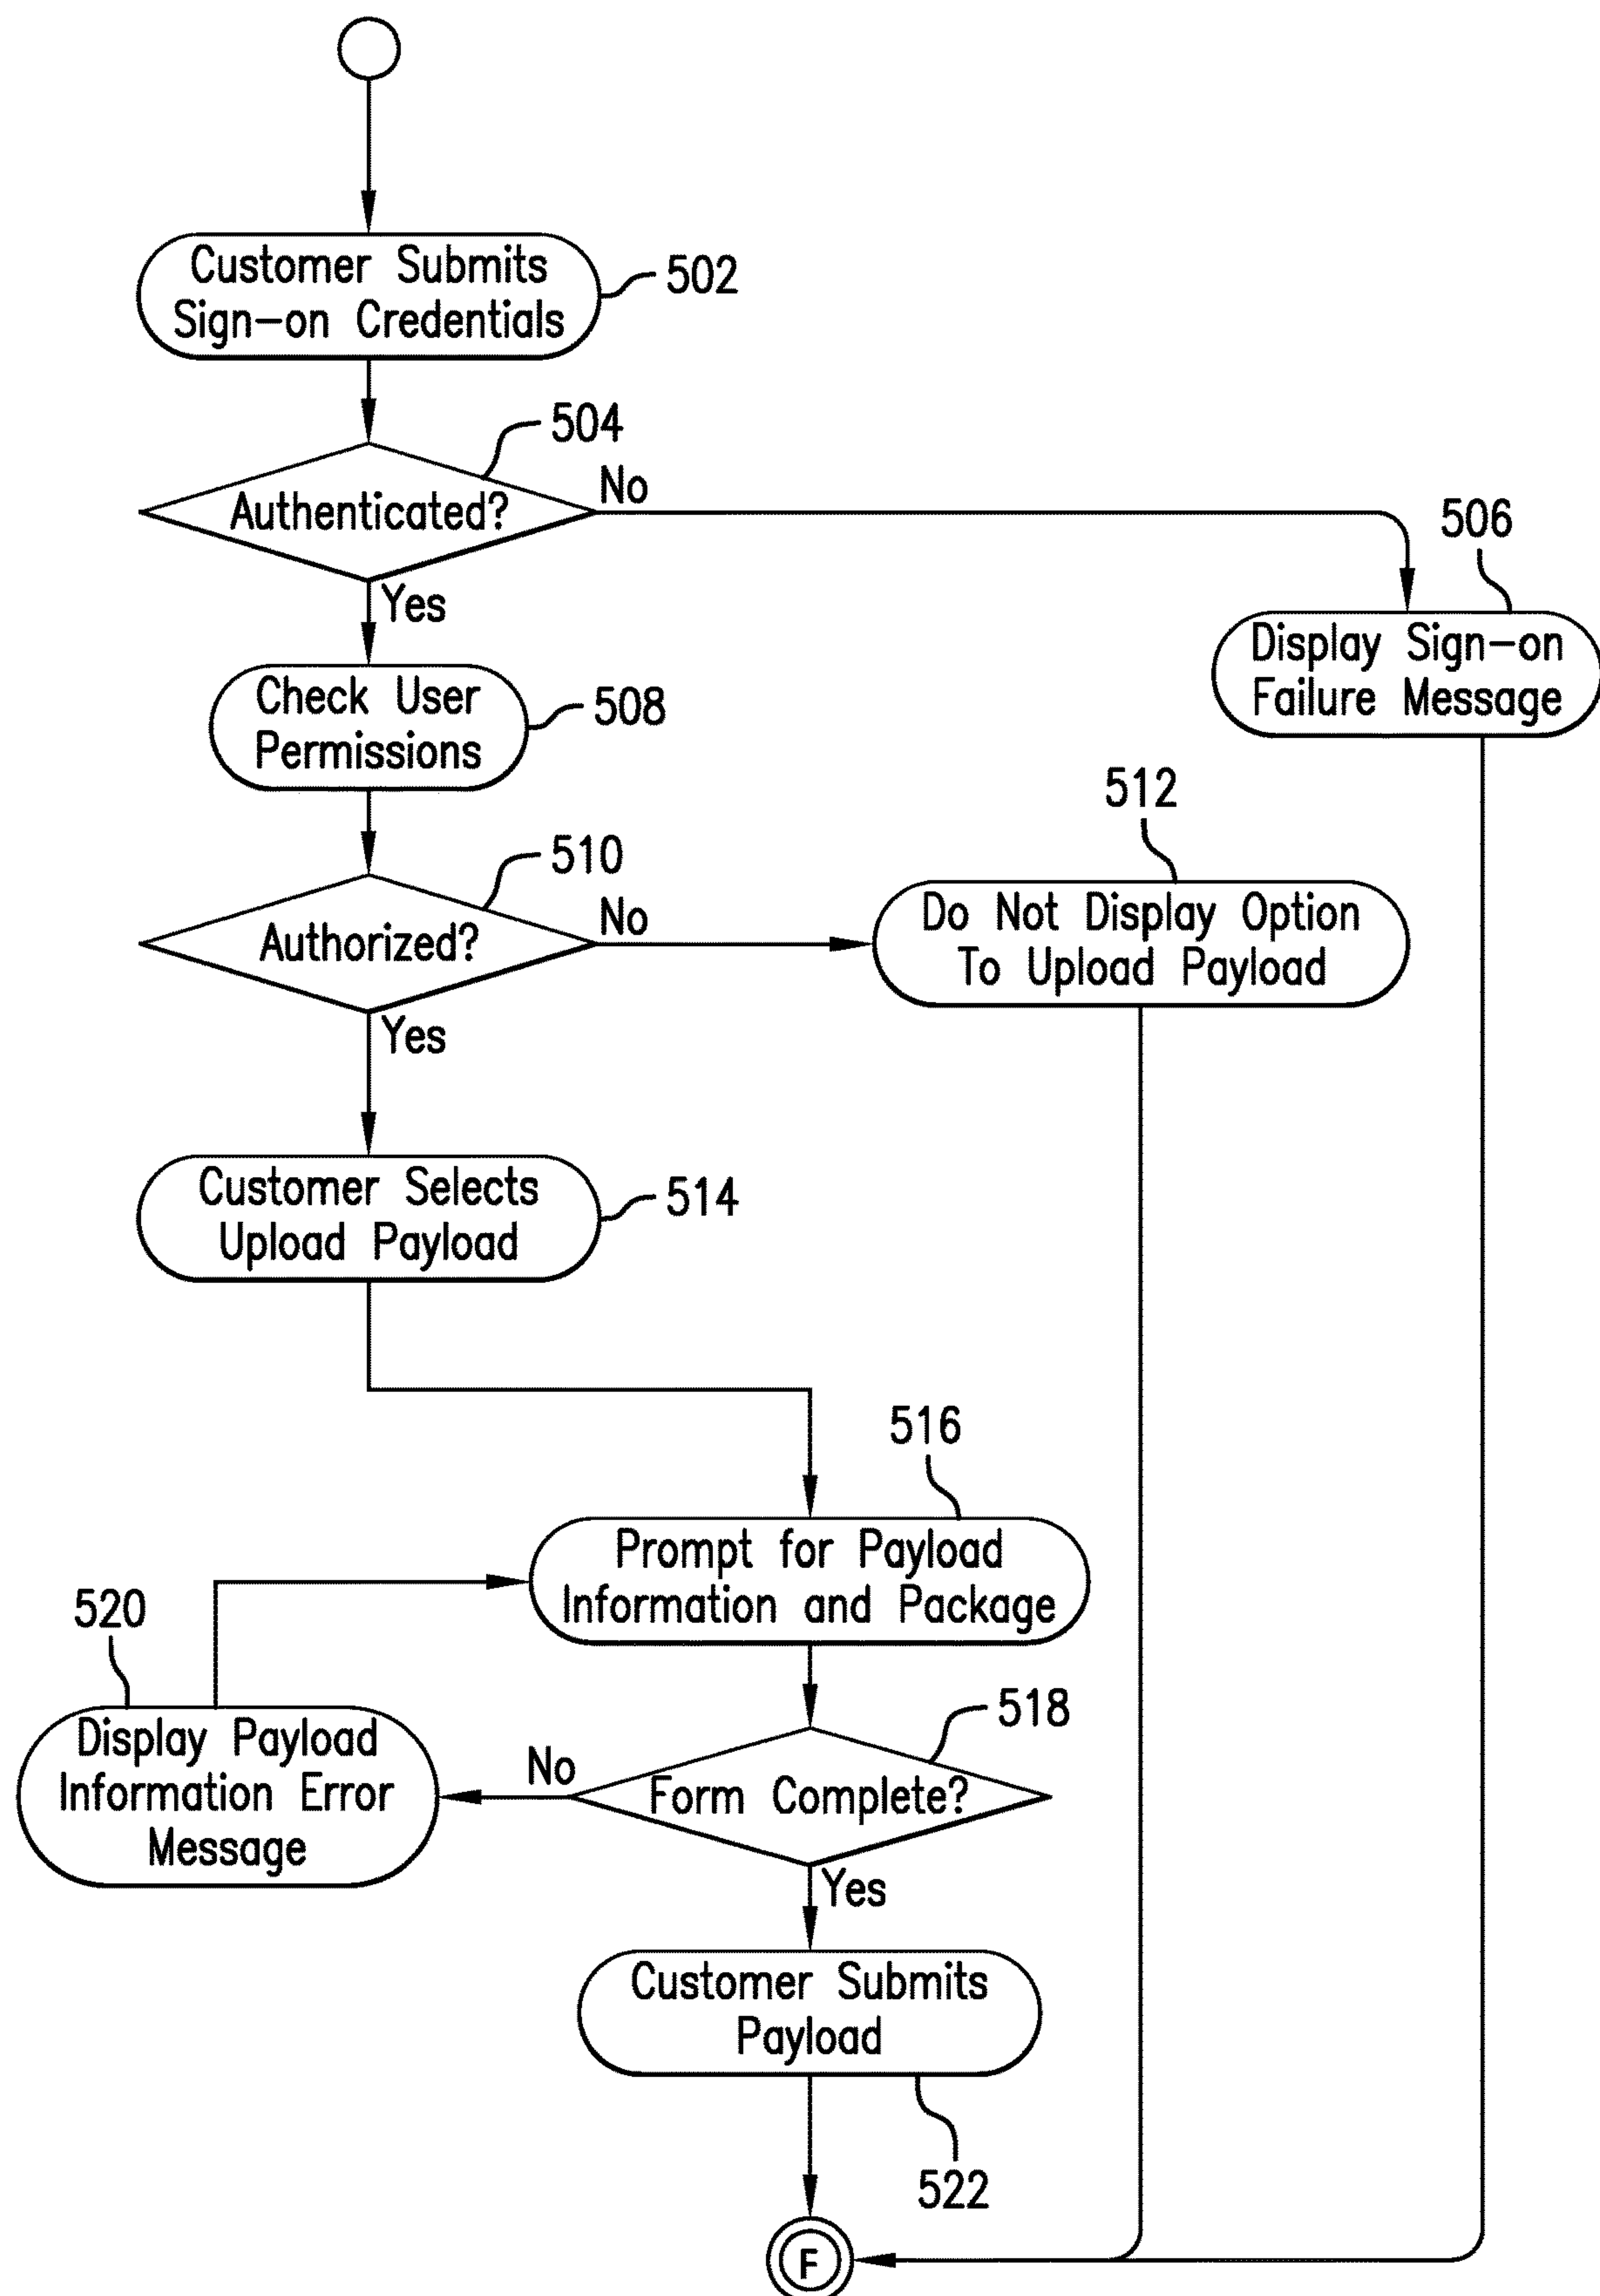 Customer Submits
Sign-on Credentials
502
504
Authenticated?
No
Yes
506
Display Sign-on
Failure Message
Check User
Permissions
508
510
Authorized?
No
Yes
512
Do Not Display Option
To Upload Payload
Customer Selects
Upload Payload
514
516
Prompt for Payload
Information and Package
520
Display Payload
Information Error
Message
518
Form Complete?
No
Yes
Customer Submits
Payload
522
F